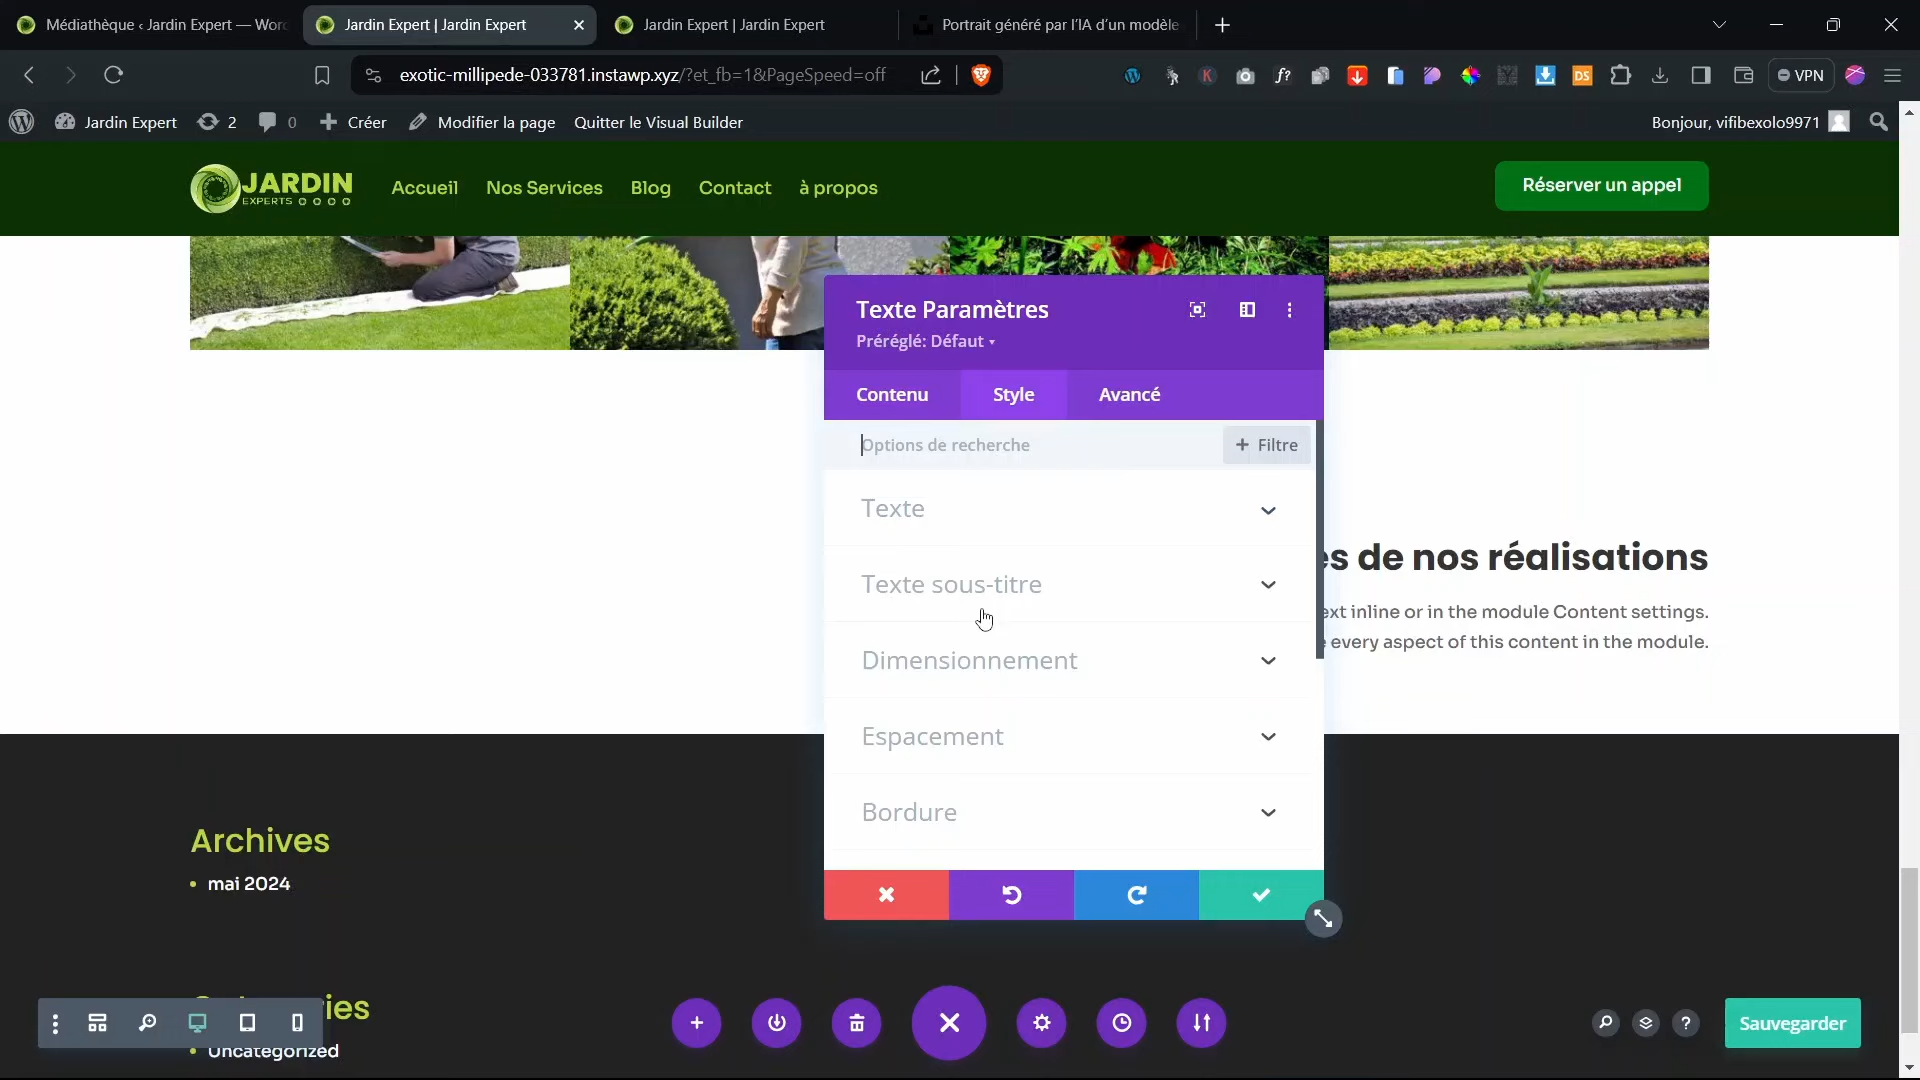 Médiathèque ‹ Jardin Expert — Wor
Jardin Expert | Jardin Expert
Jardin Expert | Jardin Expert
Portrait généré par l'IA d'un modèle
exotic-millipede-033781.instawp.xyz/?et_fb=1&PageSpeed=off
VPN
Jardin Expert
2
0
Créer
Modifier la page
Quitter le Visual Builder
Bonjour, vifibexolo9971
JARDIN
EXPERTS
Accueil
Nos Services
Blog
Contact
à propos
Réserver un appel
Texte Paramètres
Préréglé: Défaut
Contenu
Style
Avancé
Options de recherche
+ Filtre
Texte
Texte sous-titre
Dimensionnement
Espacement
Bordure
es de nos réalisations
ext inline or in the module Content settings.
every aspect of this content in the module.
Archives
mai 2024
ies
Uncategorized
Sauvegarder